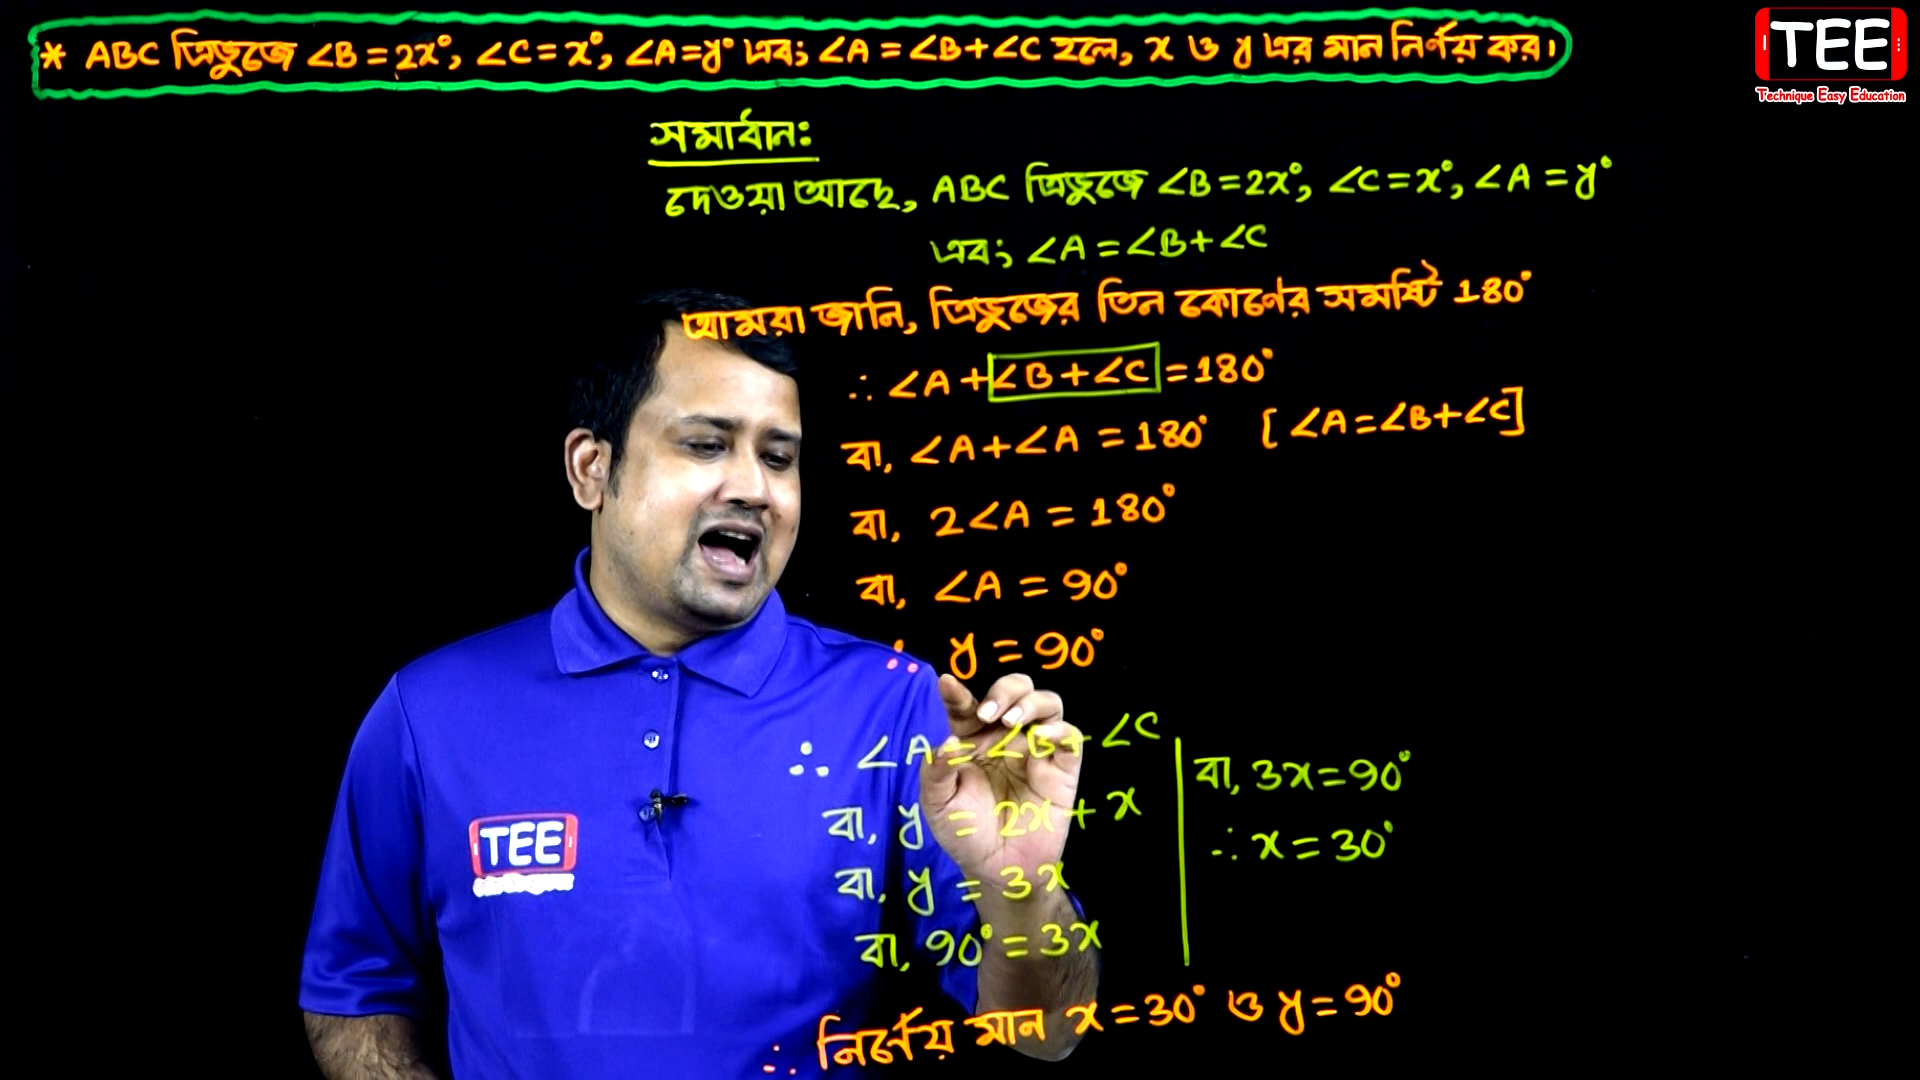 * ABC ত্রিভুজে ∠B = 2x°, ∠C = x°, ∠A = y° এবং ∠A = ∠B + ∠C হলে, x ও y এর মান নির্ণয় কর।
TEE
Technique Easy Education
সমাধান:
দেওয়া আছে, ABC ত্রিভুজে ∠B = 2x°, ∠C = x°, ∠A = y°
এবং ∠A = ∠B + ∠C
আমরা জানি, ত্রিভুজের তিন কোণের সমষ্টি 180°
∴ ∠A + ∠B + ∠C = 180°
বা, ∠A + ∠A = 180° [∠A = ∠B + ∠C]
বা, 2∠A = 180°
বা, ∠A = 90°
∴ y = 90°
∴ ∠A = ∠B + ∠C
বা, y = 2x + x
বা, y = 3x
বা, 90° = 3x
বা, 3x = 90°
∴ x = 30°
∴ নির্ণেয় মান x = 30° ও y = 90°
TEE